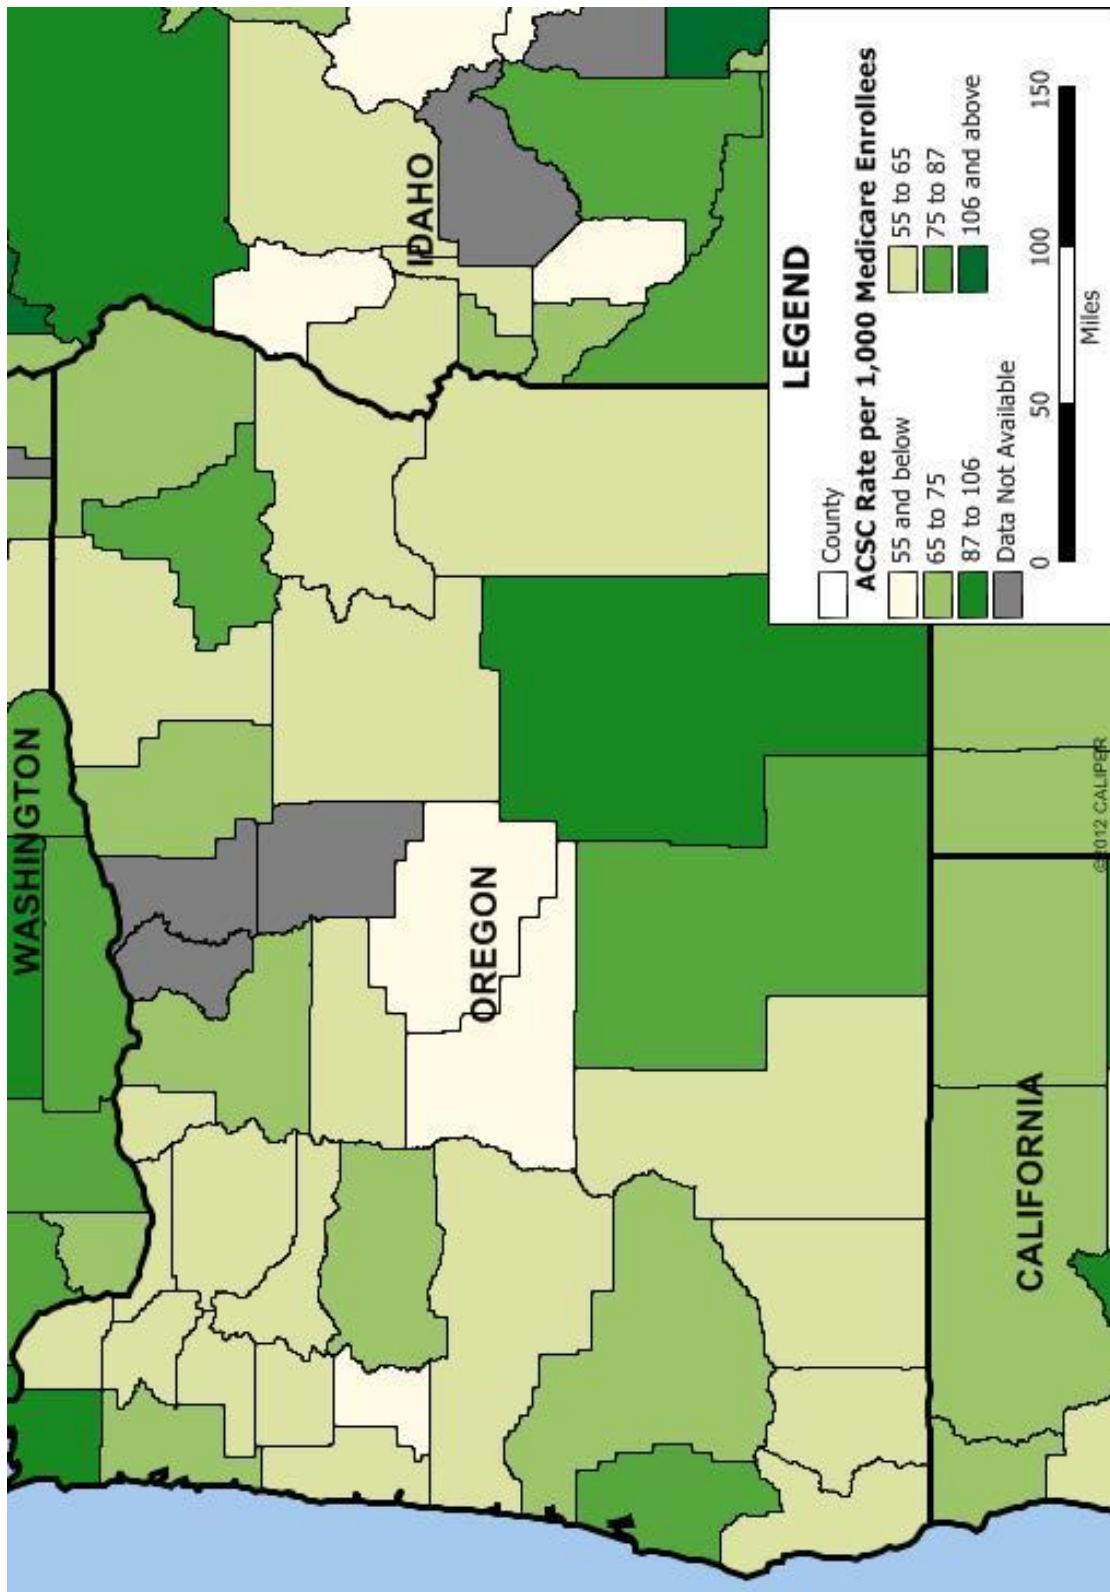 WASHINGTON
OREGON
IDAHO
CALIFORNIA
LEGEND
County
ACSC Rate per 1,000 Medicare Enrollees
55 and below
55 to 65
65 to 75
75 to 87
87 to 106
106 and above
Data Not Available
0 50 100 150
Miles
©2012 CALIPER